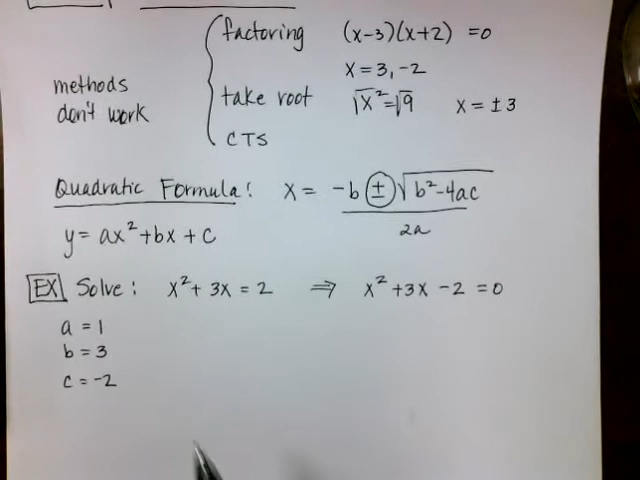 factoring (x-3)(x+2) = 0
x = 3, -2
methods don't work
take root √x² = √9 x = ±3
CTS
Quadratic Formula: x = (-b ± √(b²-4ac)) / 2a
y = ax² + bx + c
EX Solve: x² + 3x = 2 ⇒ x² + 3x - 2 = 0
a = 1
b = 3
c = -2